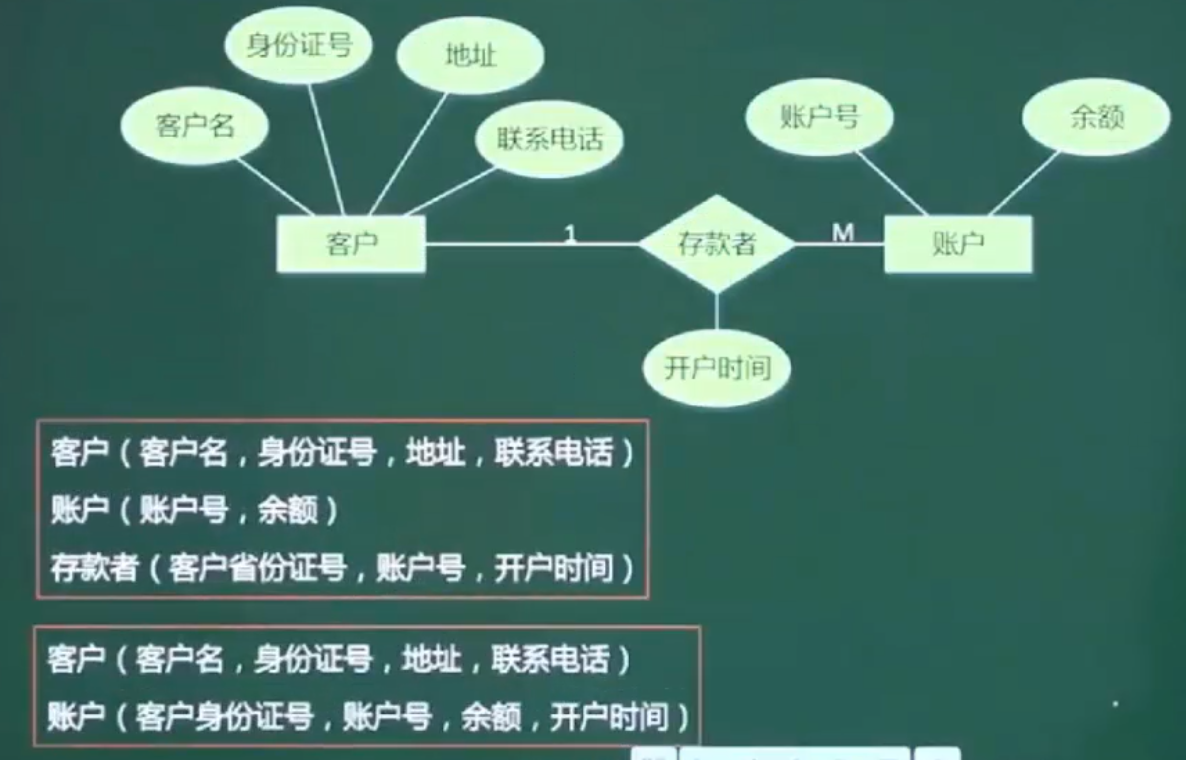 身份证号
地址
客户名
联系电话
账户号
余额
客户
1
存款者
M
账户
开户时间
客户（客户名，身份证号，地址，联系电话）
账户（账户号，余额）
存款者（客户省份证号，账户号，开户时间）
客户（客户名，身份证号，地址，联系电话）
账户（客户身份证号，账户号，余额，开户时间）